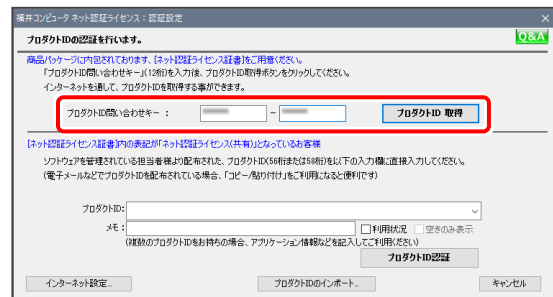 福井コンピュータ ネット認証ライセンス：認証設定
プロダクトIDの認証を行います。
Q&A
商品パッケージに内包されております、【ネット認証ライセンス証書】をご用意ください。
「プロダクトID問い合わせキー」(12桁)を入力後、プロダクトID取得ボタンをクリックしてください。
インターネットを通して、プロダクトIDを取得する事ができます。
プロダクトID問い合わせキー ： － プロダクトID 取得
【ネット認証ライセンス証書】内の表記が「ネット認証ライセンス(共有)」となっているお客様
ソフトウェアを管理されている担当者様より配布された、プロダクトID(56桁または58桁)を以下の入力欄に直接入力してください。
(電子メールなどでプロダクトIDを配布されている場合、「コピー/貼り付け」をご利用になると便利です)
プロダクトID：
メモ： 利用状況 空きのみ表示
(複数のプロダクトIDをお持ちの場合、アプリケーション情報などを記入してご利用ください)
プロダクトID認証
インターネット設定... プロダクトIDのインポート... キャンセル